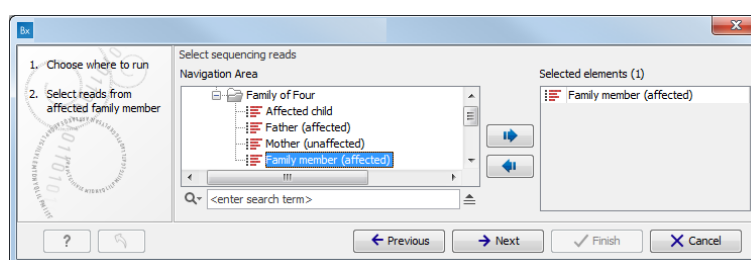 Bx
1. Choose where to run
2. Select reads from
affected family member
Select sequencing reads
Navigation Area
Family of Four
Affected child
Father (affected)
Mother (unaffected)
Family member (affected)
<enter search term>
Selected elements (1)
Family member (affected)
?
Previous
Next
Finish
Cancel